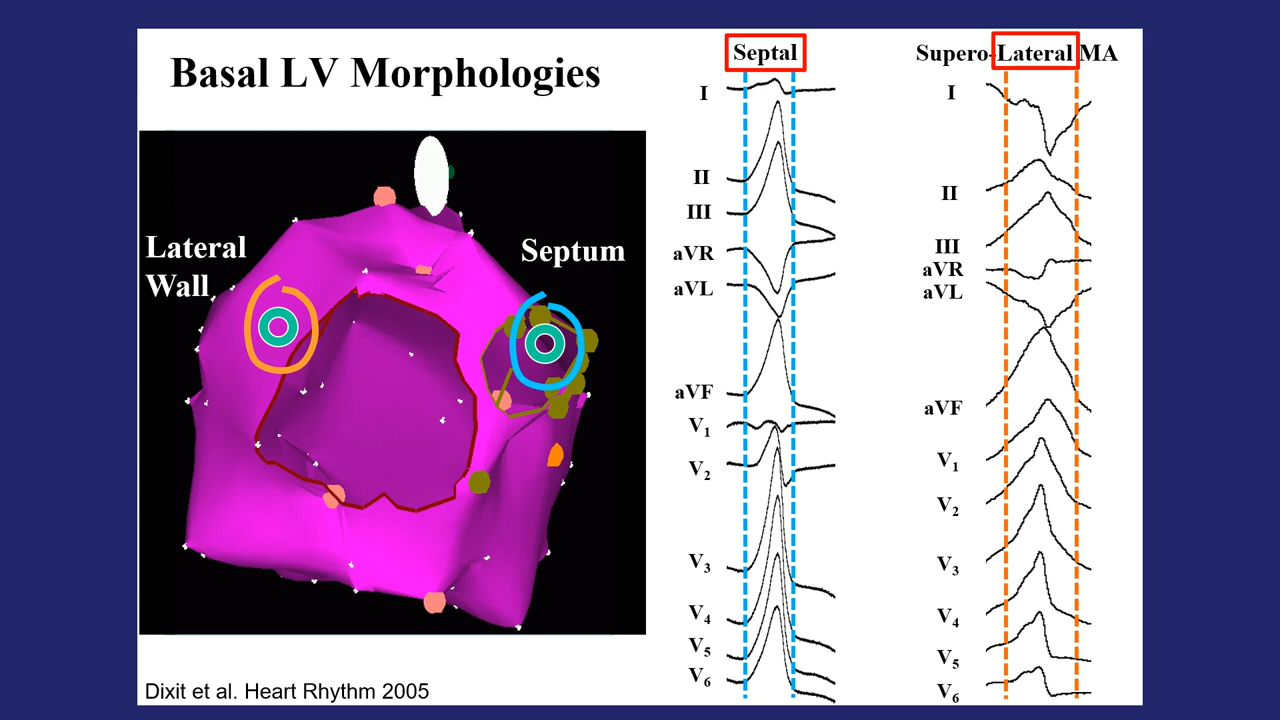 Basal LV Morphologies
Lateral
Wall
Septum
Dixit et al. Heart Rhythm 2005
Septal
I
II
III
aVR
aVL
aVF
V1
V2
V3
V4
V5
V6
Supero-Lateral MA
I
II
III
aVR
aVL
aVF
V1
V2
V3
V4
V5
V6